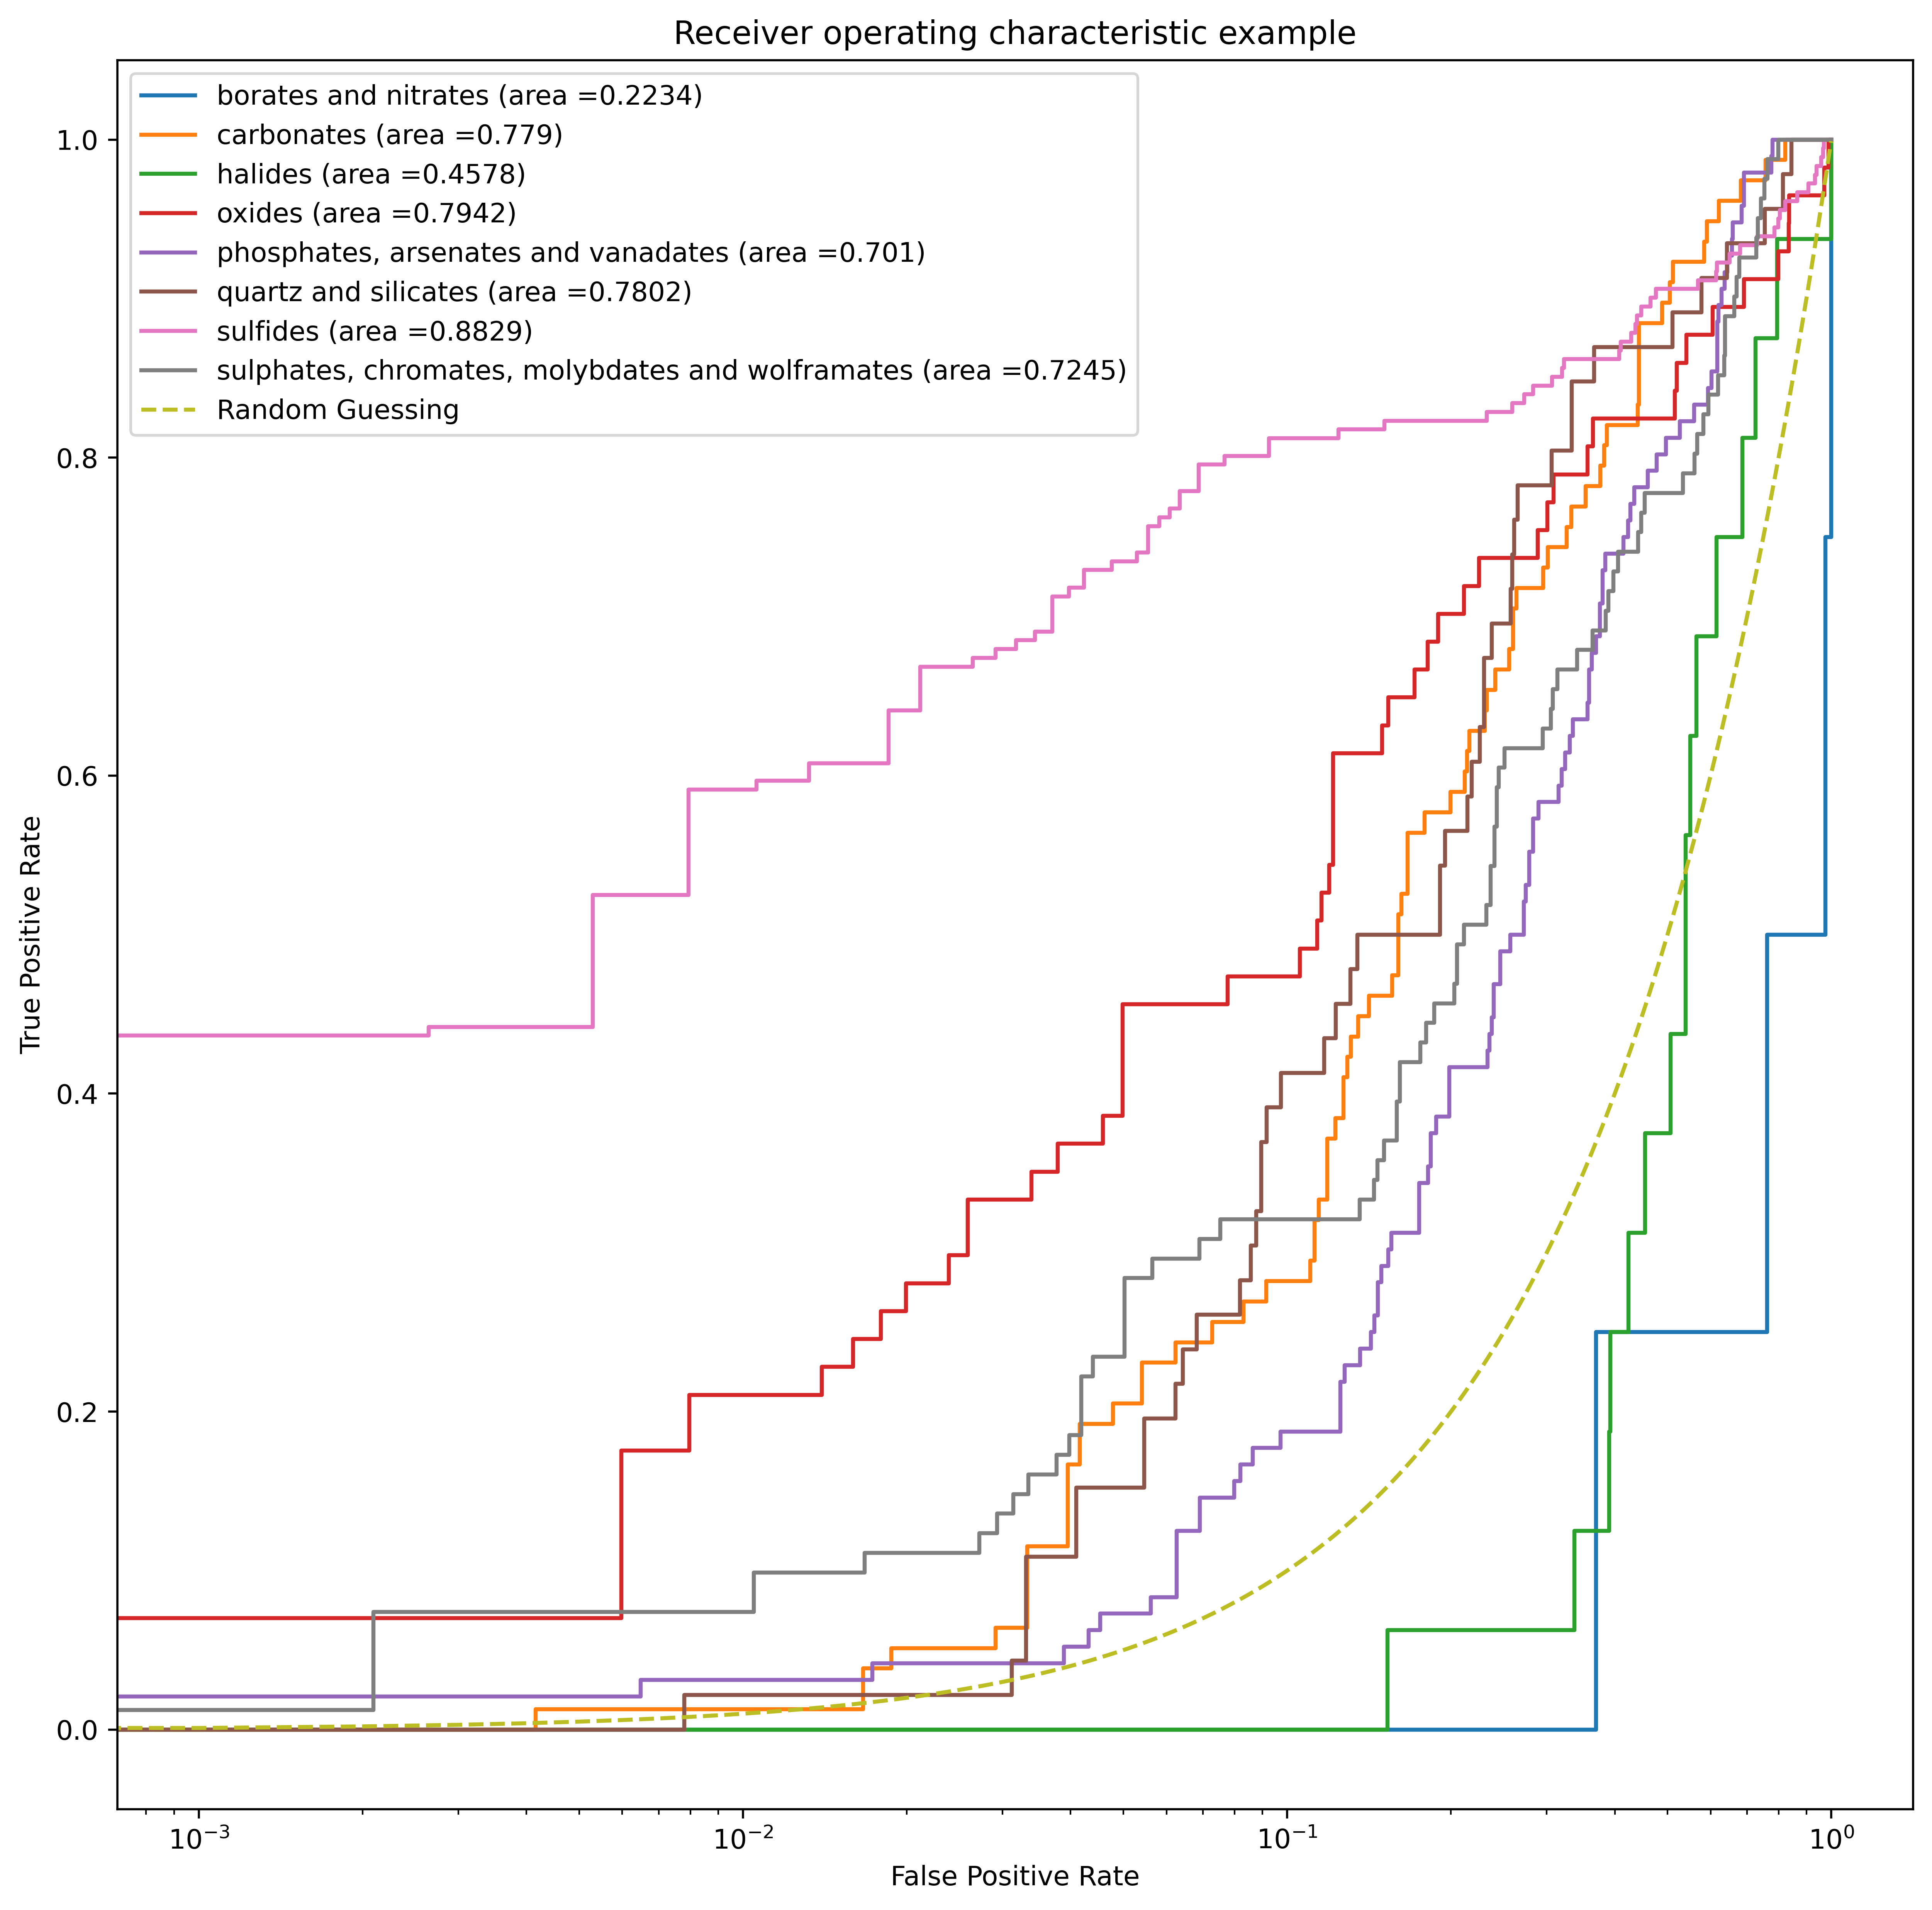 Receiver operating characteristic example
borates and nitrates (area =0.2234)
carbonates (area =0.779)
halides (area =0.4578)
oxides (area =0.7942)
phosphates, arsenates and vanadates (area =0.701)
quartz and silicates (area =0.7802)
sulfides (area =0.8829)
sulphates, chromates, molybdates and wolframates (area =0.7245)
Random Guessing
True Positive Rate
1.0
0.8
0.6
0.4
0.2
0.0
10⁻³ 10⁻² 10⁻¹ 10⁰
False Positive Rate